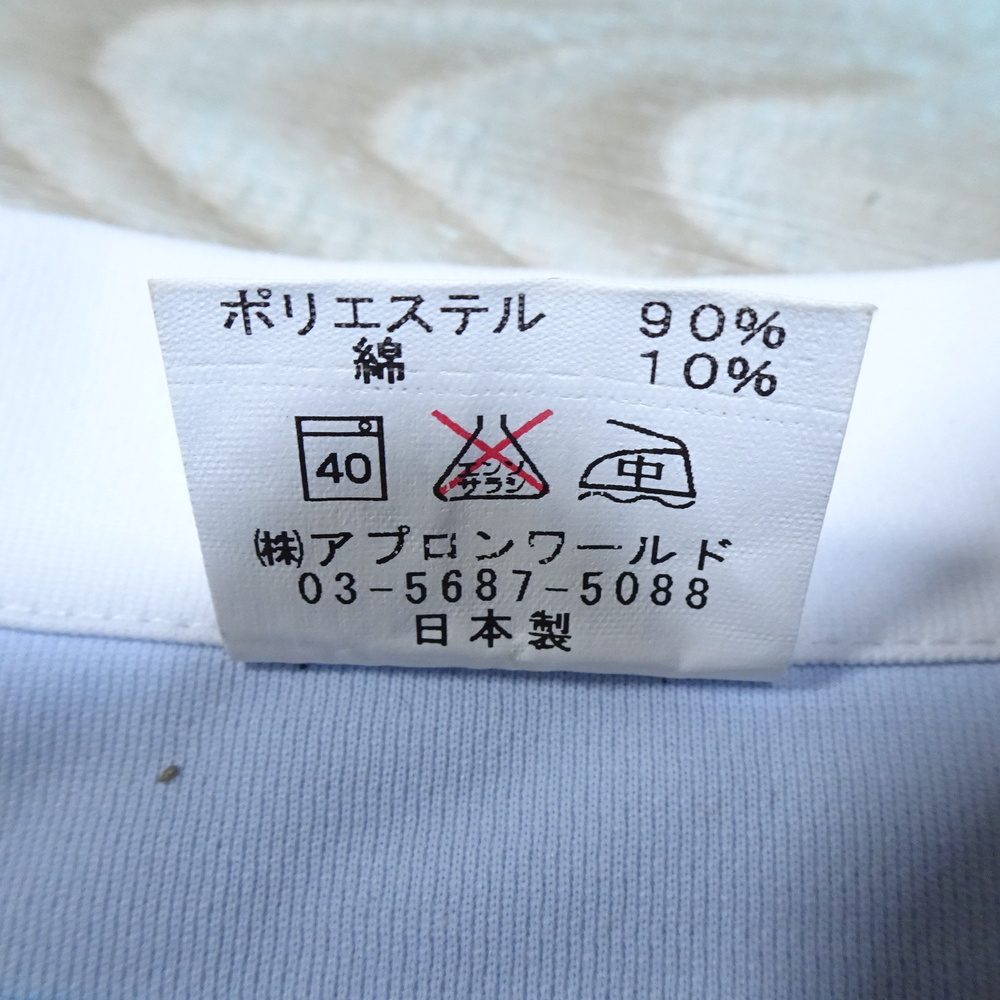 ポリエステル 90%
綿 10%
40 エンソサラシ 中
㈱アプロンワールド
03-5687-5088
日本製